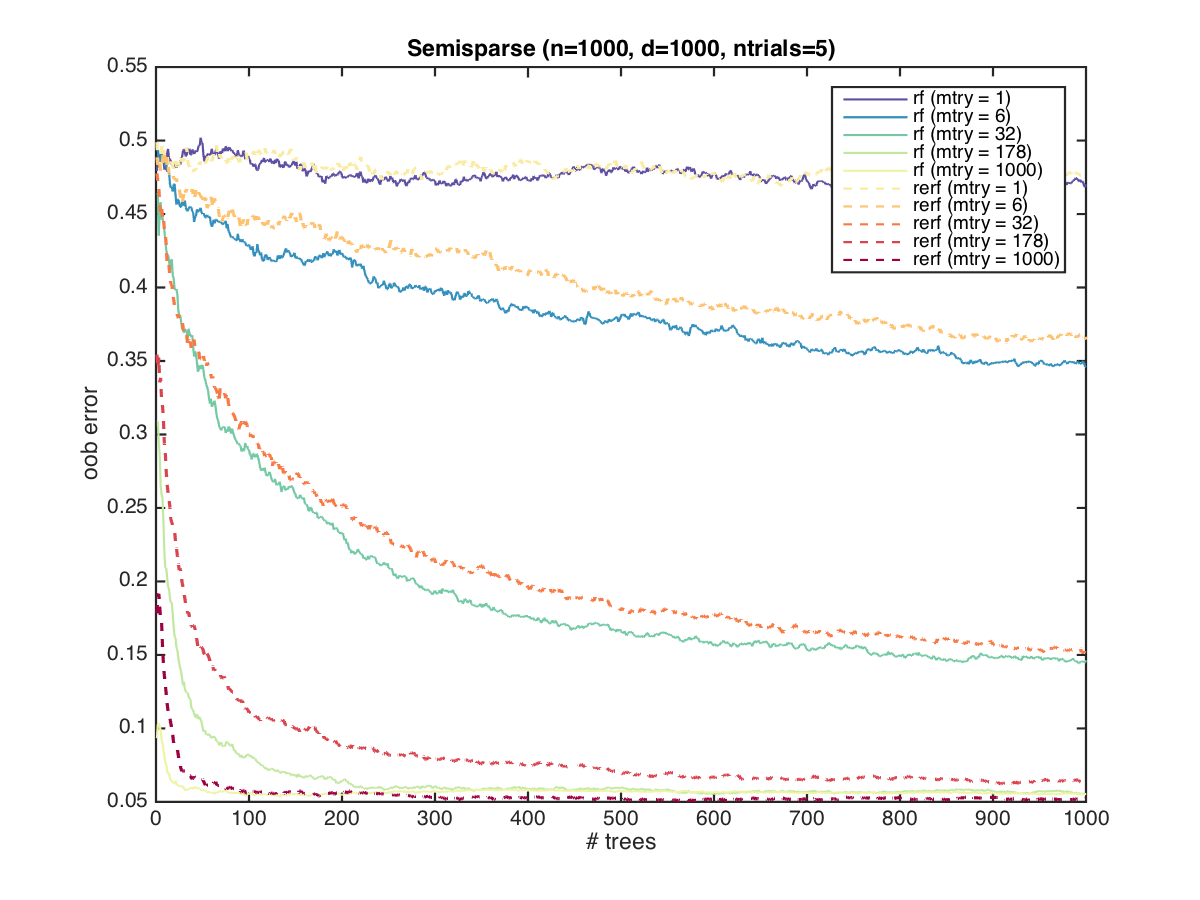 Semisparse (n=1000, d=1000, ntrials=5)
0.55
0.5
0.45
0.4
0.35
0.3
0.25
0.2
0.15
0.1
0.05
oob error
rf (mtry = 1)
rf (mtry = 6)
rf (mtry = 32)
rf (mtry = 178)
rf (mtry = 1000)
rerf (mtry = 1)
rerf (mtry = 6)
rerf (mtry = 32)
rerf (mtry = 178)
rerf (mtry = 1000)
0 100 200 300 400 500 600 700 800 900 1000
# trees